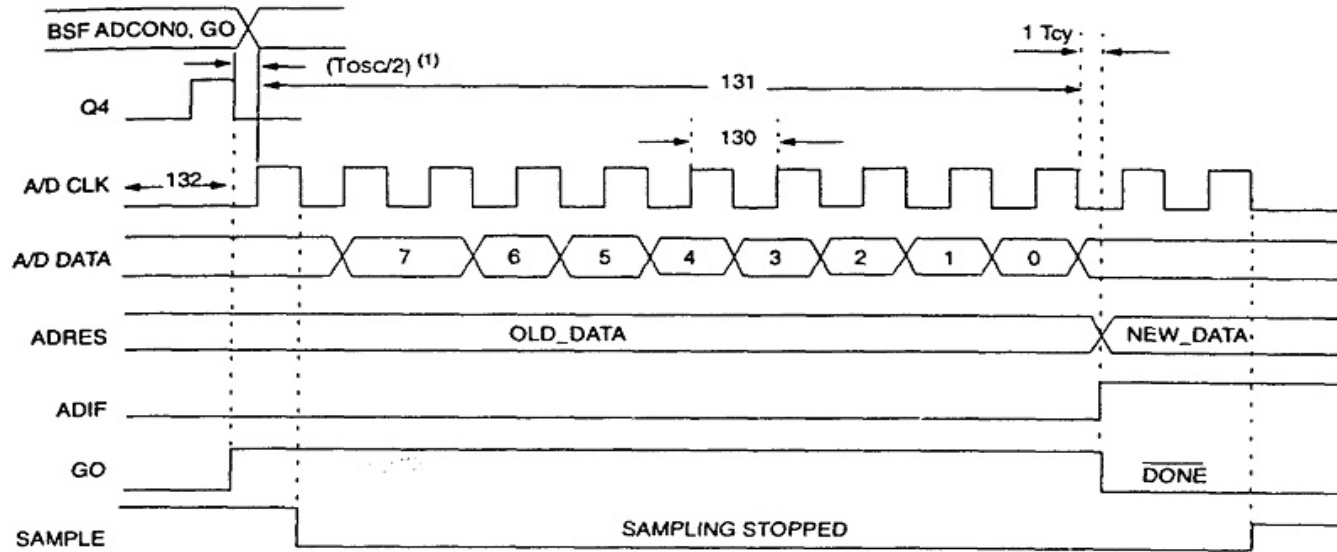 BSF ADCON0, GO
1 Tcy
(Tosc/2) (1)
131
Q4
130
132
A/D CLK
A/D DATA
7 6 5 4 3 2 1 0
ADRES
OLD_DATA
NEW_DATA
ADIF
GO
DONE
SAMPLE
SAMPLING STOPPED